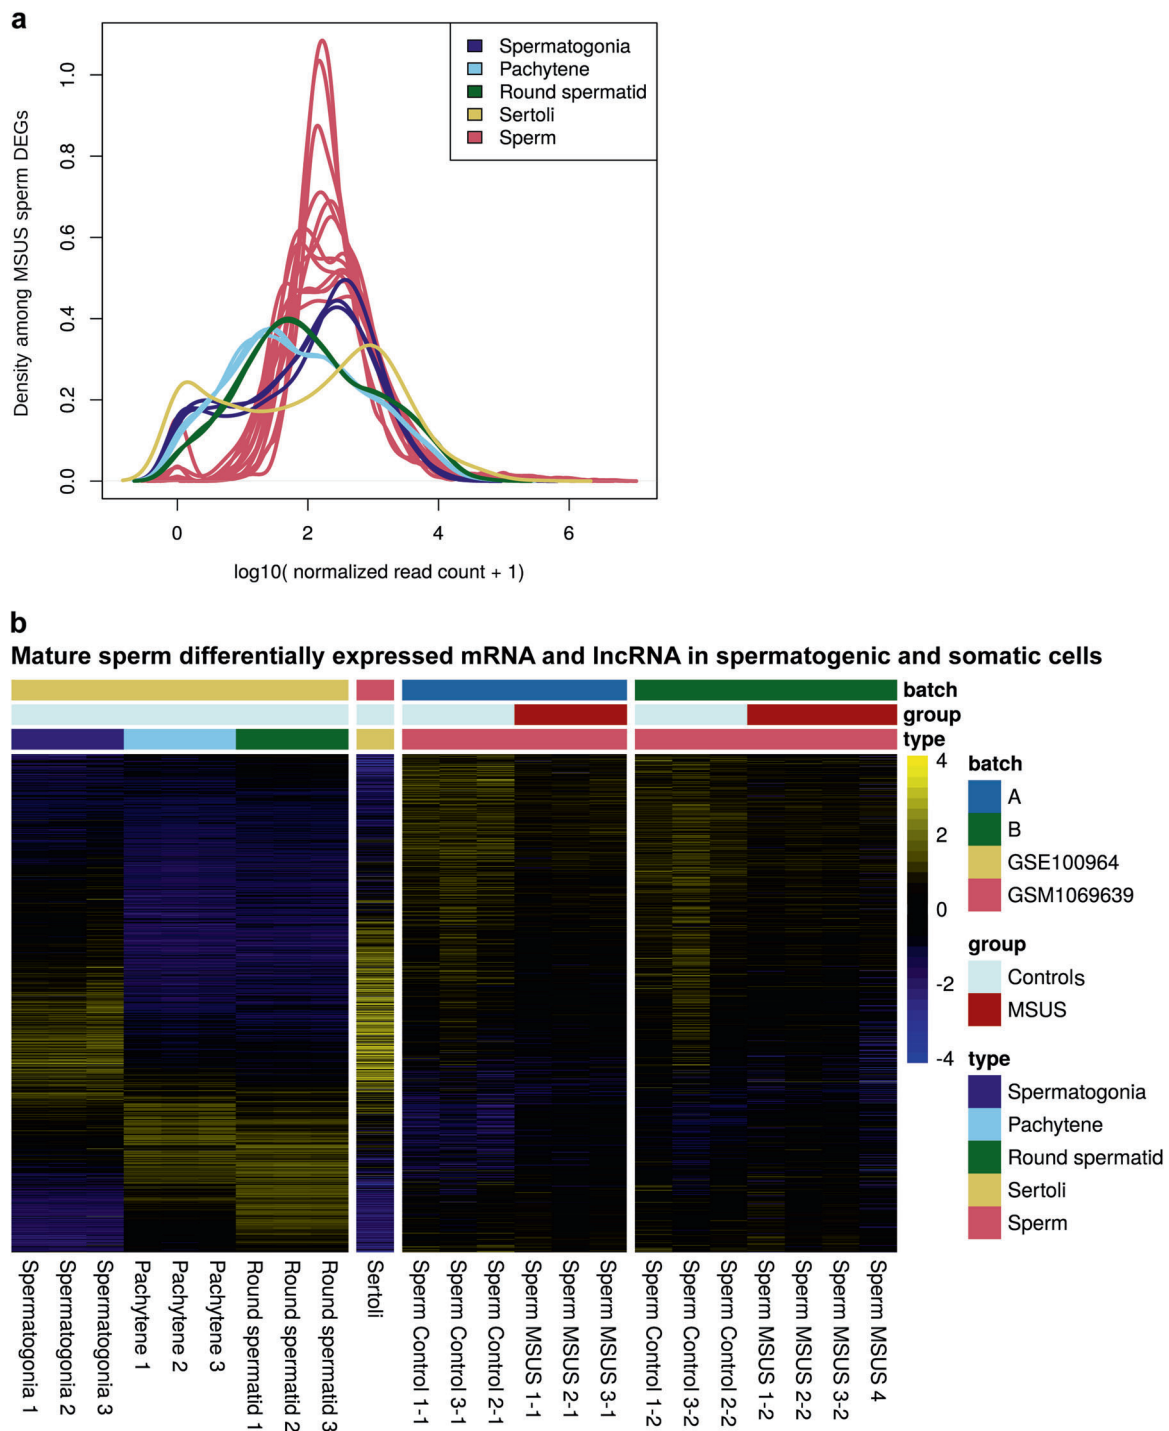 a
Spermatogonia
Pachytene
Round spermatid
Sertoli
Sperm
Density among MSUS sperm DEGs
1.0
0.8
0.6
0.4
0.2
0.0
0 2 4 6
log10( normalized read count + 1)
b
Mature sperm differentially expressed mRNA and lncRNA in spermatogenic and somatic cells
batch
group
type
4
2
0
-2
-4
batch
A
B
GSE100964
GSM1069639
group
Controls
MSUS
type
Spermatogonia
Pachytene
Round spermatid
Sertoli
Sperm
Spermatogonia 1
Spermatogonia 2
Spermatogonia 3
Pachytene 1
Pachytene 2
Pachytene 3
Round spermatid 1
Round spermatid 2
Round spermatid 3
Sertoli
Sperm Control 1-1
Sperm Control 3-1
Sperm Control 2-1
Sperm MSUS 1-1
Sperm MSUS 2-1
Sperm MSUS 3-1
Sperm Control 1-2
Sperm Control 3-2
Sperm Control 2-2
Sperm MSUS 1-2
Sperm MSUS 2-2
Sperm MSUS 3-2
Sperm MSUS 4